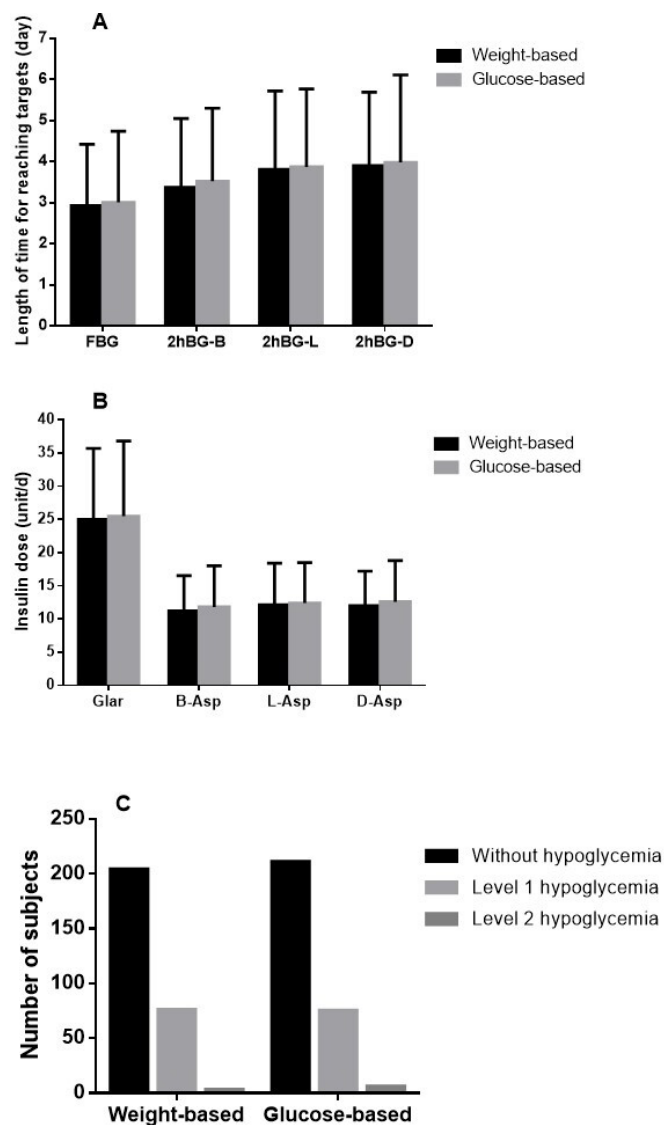 A
Length of time for reaching targets (day)
7
6
5
4
3
2
1
0
FBG 2hBG-B 2hBG-L 2hBG-D
Weight-based
Glucose-based
B
Insulin dose (unit/d)
40
35
30
25
20
15
10
5
0
Glar B-Asp L-Asp D-Asp
Weight-based
Glucose-based
C
Number of subjects
250
200
150
100
50
0
Weight-based Glucose-based
Without hypoglycemia
Level 1 hypoglycemia
Level 2 hypoglycemia